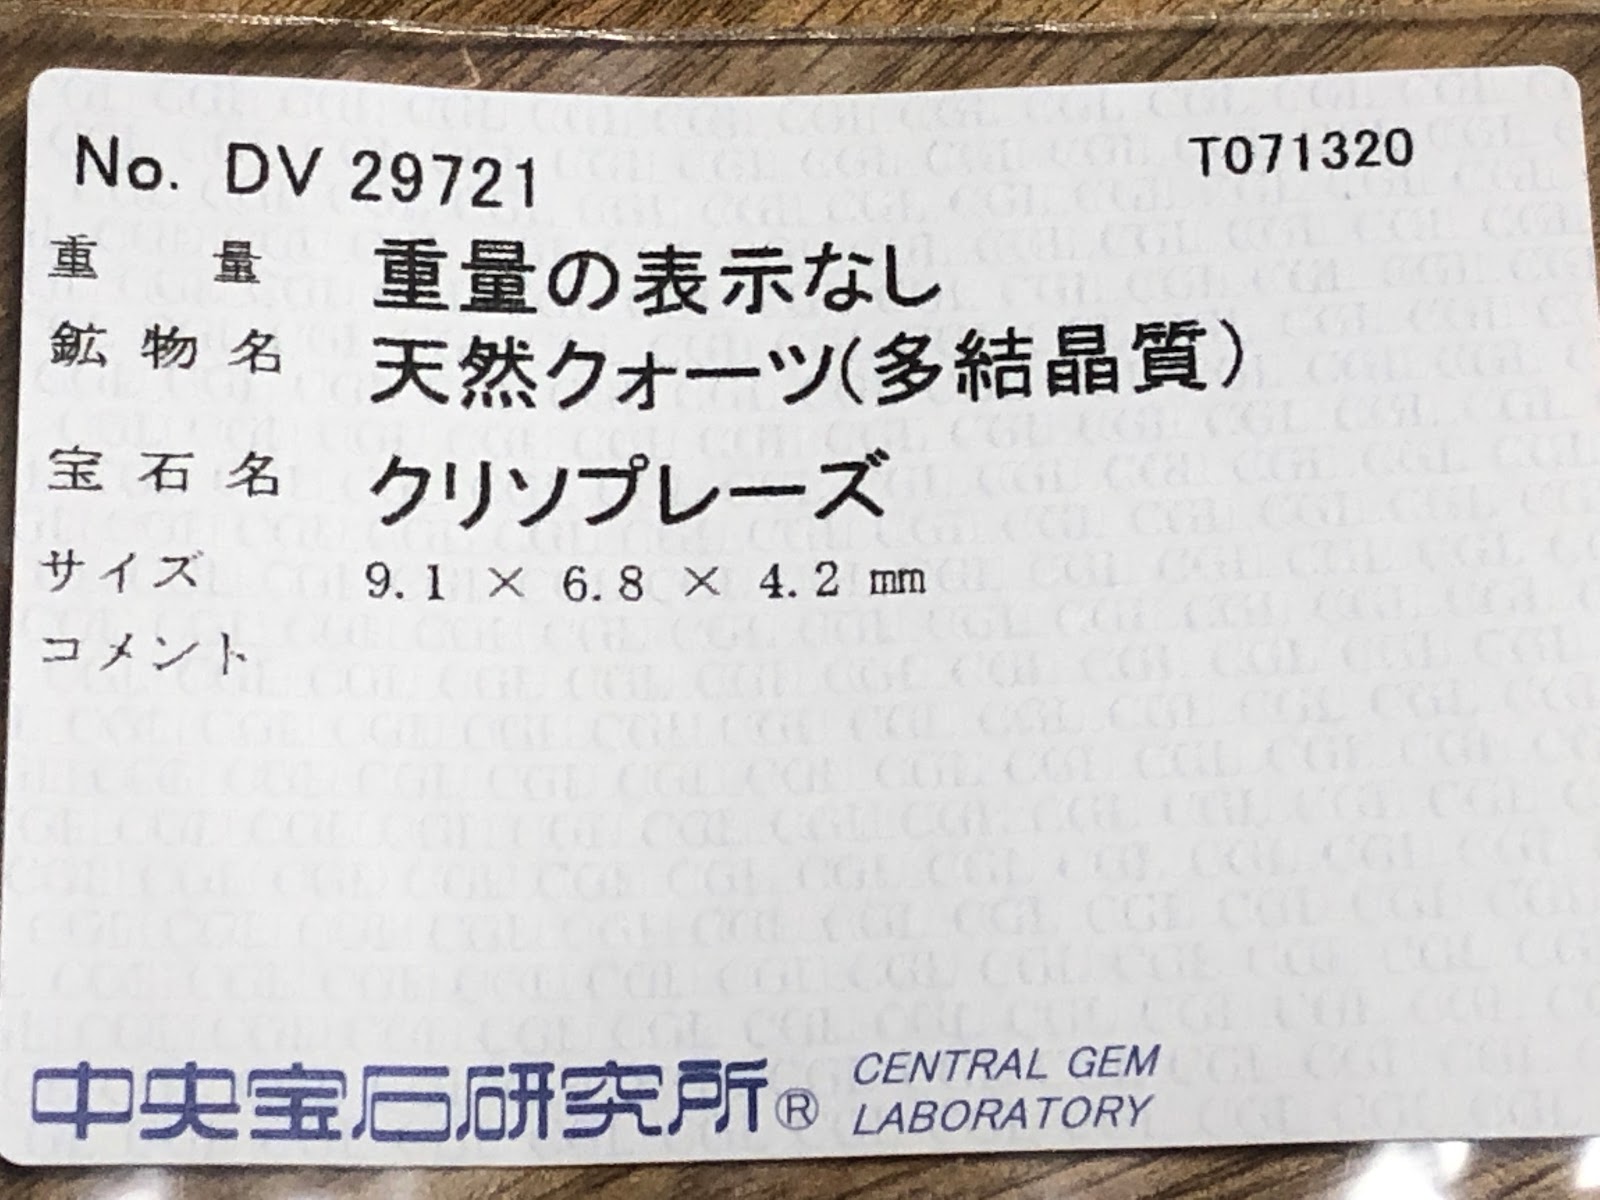 No. DV 29721 T071320
重量 重量の表示なし
鉱物名 天然クォーツ(多結晶質)
宝石名 クリソプレーズ
サイズ 9.1 × 6.8 × 4.2 mm
コメント
中央宝石研究所® CENTRAL GEM
LABORATORY